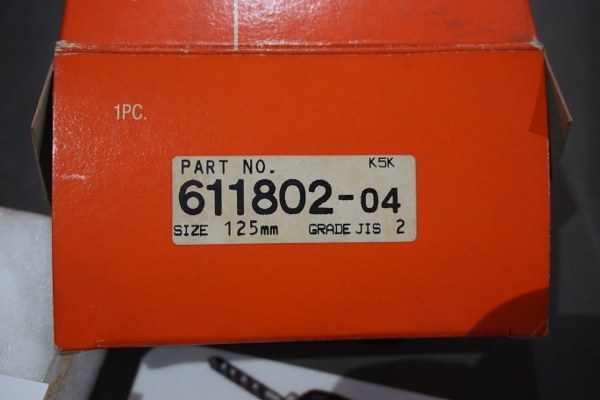 1PC.
PART NO. K5K
611802-04
SIZE 125mm GRADE JIS 2